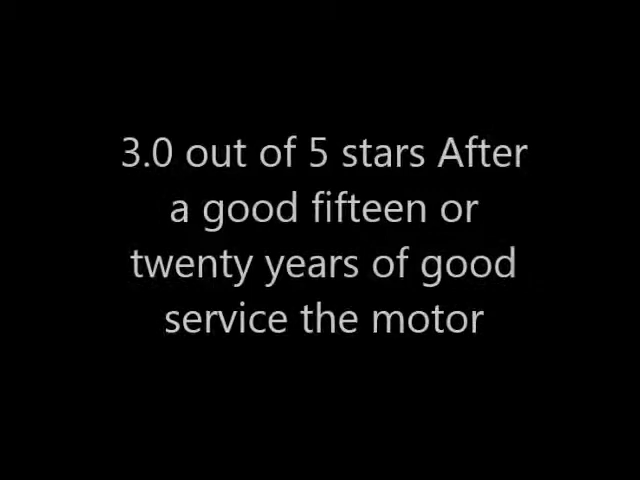 3.0 out of 5 stars After
a good fifteen or
twenty years of good
service the motor